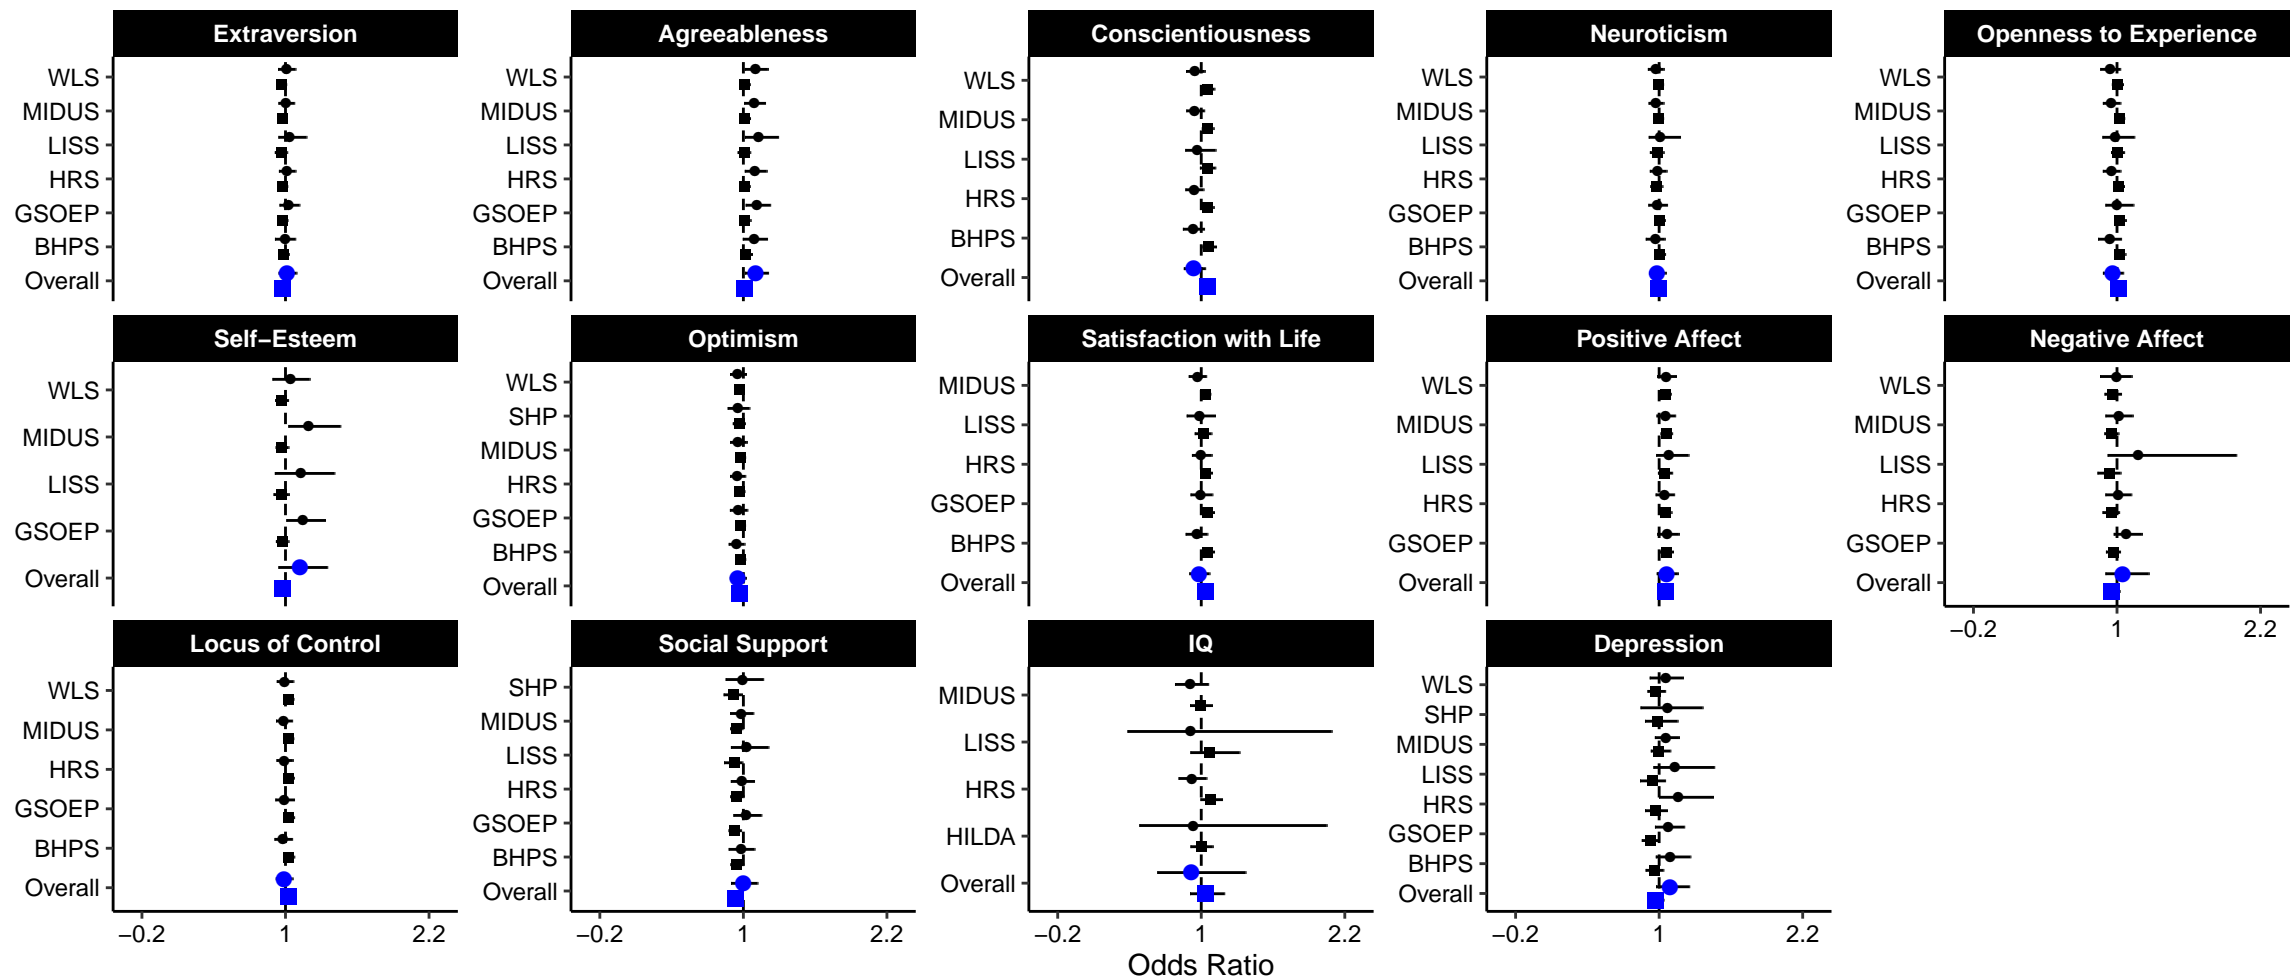 Extraversion
WLS
MIDUS
LISS
HRS
GSOEP
BHPS
Overall
Agreeableness
WLS
MIDUS
LISS
HRS
GSOEP
BHPS
Overall
Conscientiousness
WLS
MIDUS
LISS
HRS
BHPS
Overall
Neuroticism
WLS
MIDUS
LISS
HRS
GSOEP
BHPS
Overall
Openness to Experience
WLS
MIDUS
LISS
HRS
GSOEP
BHPS
Overall
Self−Esteem
WLS
MIDUS
LISS
GSOEP
Overall
Optimism
WLS
SHP
MIDUS
HRS
GSOEP
BHPS
Overall
Satisfaction with Life
MIDUS
LISS
HRS
GSOEP
BHPS
Overall
Positive Affect
WLS
MIDUS
LISS
HRS
GSOEP
Overall
Negative Affect
WLS
MIDUS
LISS
HRS
GSOEP
Overall
−0.2 1 2.2
Locus of Control
WLS
MIDUS
HRS
GSOEP
BHPS
Overall
−0.2 1 2.2
Social Support
SHP
MIDUS
LISS
HRS
GSOEP
BHPS
Overall
−0.2 1 2.2
IQ
MIDUS
LISS
HRS
HILDA
Overall
−0.2 1 2.2
Depression
WLS
SHP
MIDUS
LISS
HRS
GSOEP
BHPS
Overall
−0.2 1 2.2
Odds Ratio